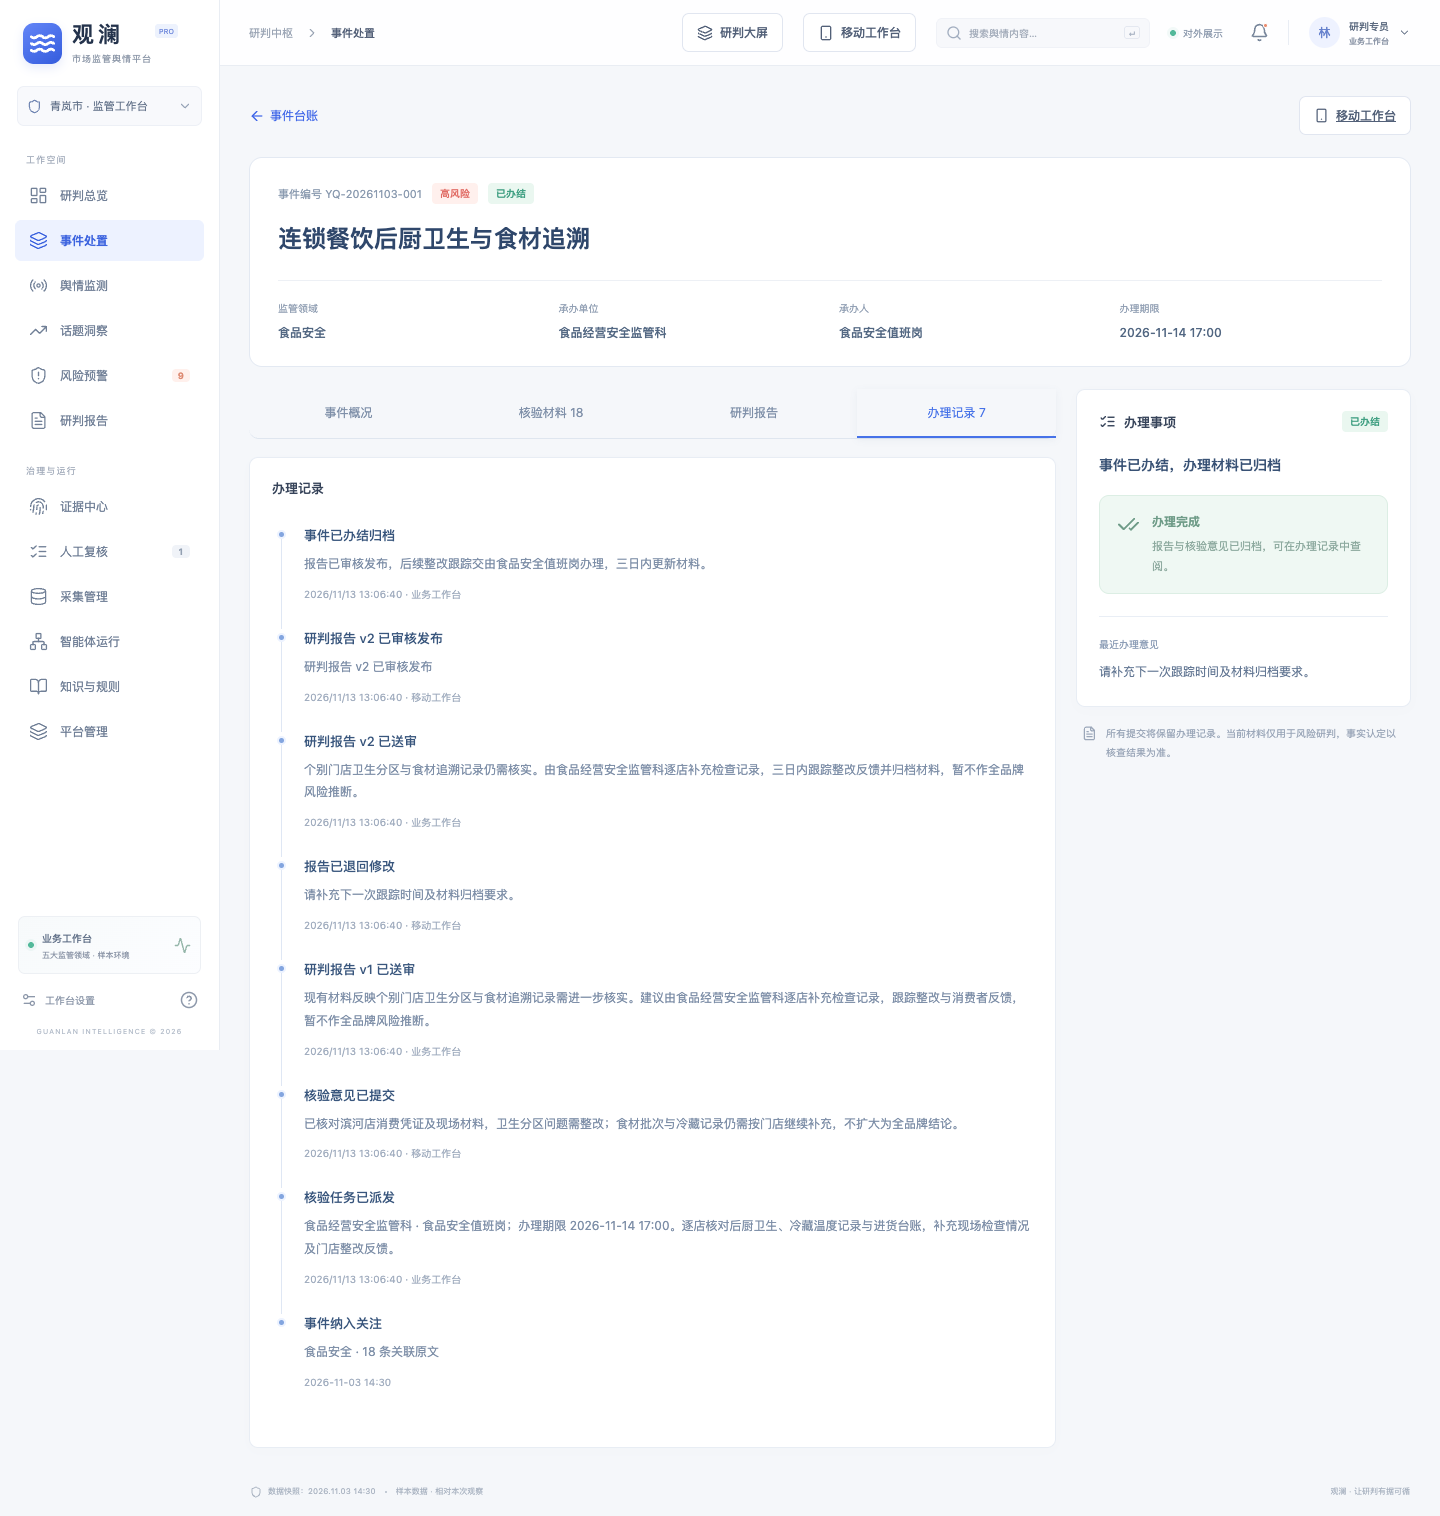 观澜
PRO
市场监管舆情平台
青岚市 · 监管工作台
工作空间
研判总览
事件处置
舆情监测
话题洞察
风险预警
9
研判报告
治理与运行
证据中心
人工复核
1
采集管理
智能体运行
知识与规则
平台管理
业务工作台
五大监管领域 · 样本环境
工作台设置
GUANLAN INTELLIGENCE © 2026
研判中枢
事件处置
研判大屏
移动工作台
搜索舆情内容...
对外展示
林
研判专员
业务工作台
事件台账
移动工作台
事件编号 YQ-20261103-001
高风险
已办结
连锁餐饮后厨卫生与食材追溯
监管领域
食品安全
承办单位
食品经营安全监管科
承办人
食品安全值班岗
办理期限
2026-11-14 17:00
事件概况
核验材料 18
研判报告
办理记录 7
办理记录
事件已办结归档
报告已审核发布，后续整改跟踪交由食品安全值班岗办理，三日内更新材料。
2026/11/13 13:06:40 · 业务工作台
研判报告 v2 已审核发布
研判报告 v2 已审核发布
2026/11/13 13:06:40 · 移动工作台
研判报告 v2 已送审
个别门店卫生分区与食材追溯记录仍需核实。由食品经营安全监管科逐店补充检查记录，三日内跟踪整改反馈并归档材料，暂不作全品牌
风险推断。
2026/11/13 13:06:40 · 业务工作台
报告已退回修改
请补充下一次跟踪时间及材料归档要求。
2026/11/13 13:06:40 · 移动工作台
研判报告 v1 已送审
现有材料反映个别门店卫生分区与食材追溯记录需进一步核实。建议由食品经营安全监管科逐店补充检查记录，跟踪整改与消费者反馈，
暂不作全品牌风险推断。
2026/11/13 13:06:40 · 业务工作台
核验意见已提交
已核对滨河店消费凭证及现场材料，卫生分区问题需整改；食材批次与冷藏记录仍需按门店继续补充，不扩大为全品牌结论。
2026/11/13 13:06:40 · 移动工作台
核验任务已派发
食品经营安全监管科 · 食品安全值班岗；办理期限 2026-11-14 17:00。逐店核对后厨卫生、冷藏温度记录与进货台账，补充现场检查情况
及门店整改反馈。
2026/11/13 13:06:40 · 业务工作台
事件纳入关注
食品安全 · 18 条关联原文
2026-11-03 14:30
办理事项
已办结
事件已办结，办理材料已归档
办理完成
报告与核验意见已归档，可在办理记录中查
阅。
最近办理意见
请补充下一次跟踪时间及材料归档要求。
所有提交将保留办理记录。当前材料仅用于风险研判，事实认定以
核查结果为准。
数据快照：2026.11.03 14:30 · 样本数据 · 相对本次观察
观澜 · 让研判有据可循